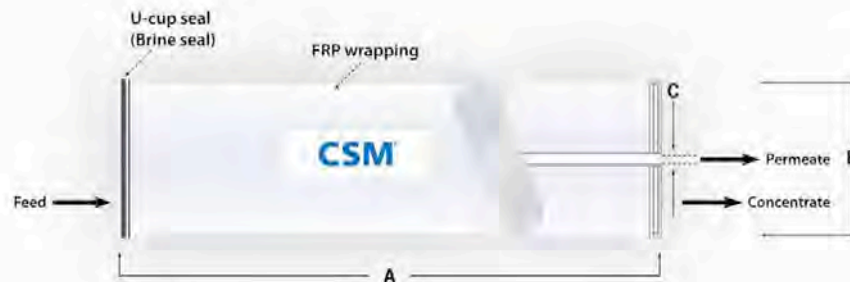 U-cup seal
(Brine seal)
FRP wrapping
C
CSM
Permeate
Feed
Concentrate
A